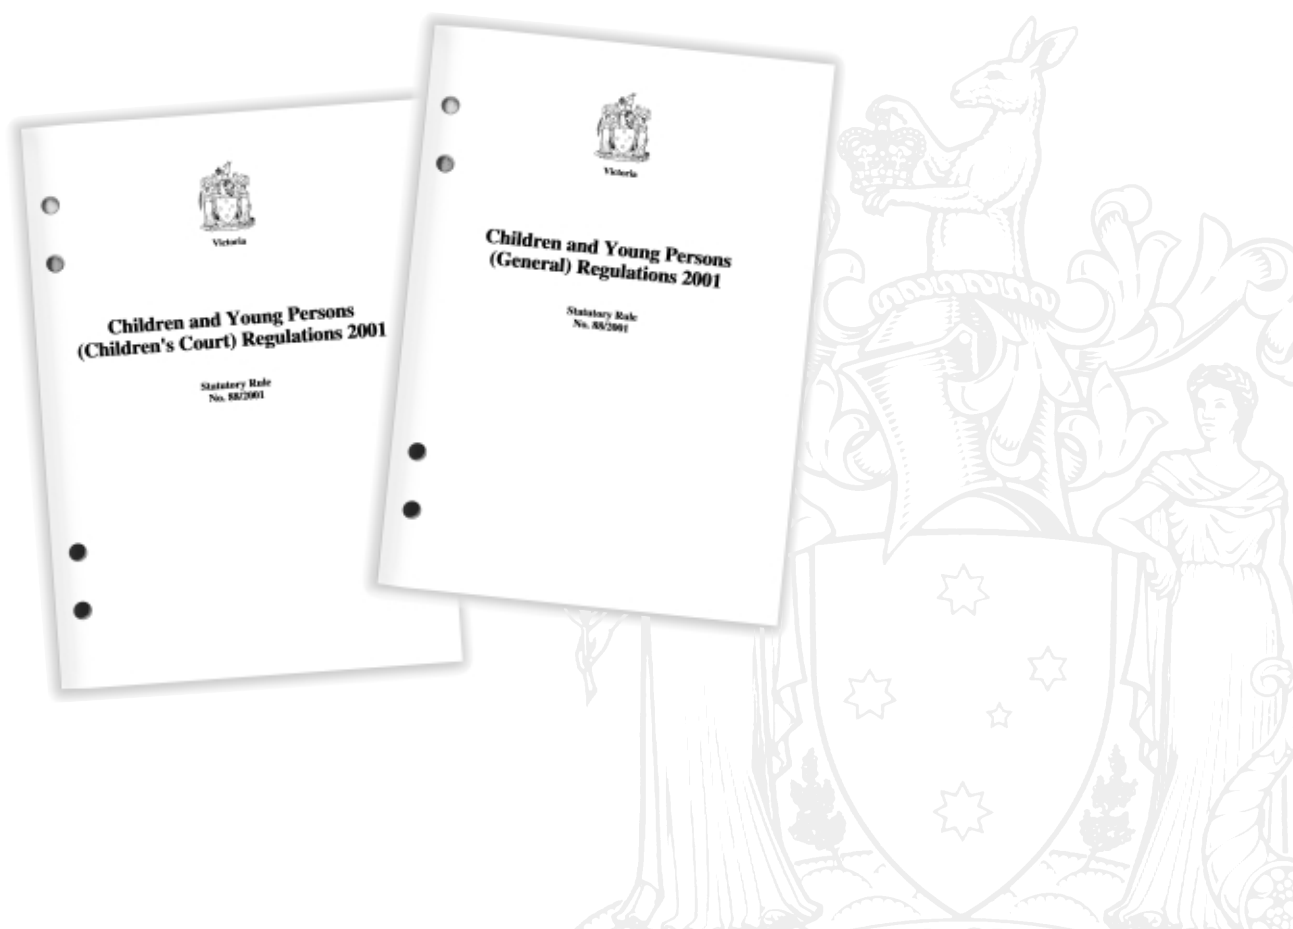 Victoria
Children and Young Persons
(Children's Court) Regulations 2001
Statutory Rule
No. 88/2001
Victoria
Children and Young Persons
(General) Regulations 2001
Statutory Rule
No. 88/2001